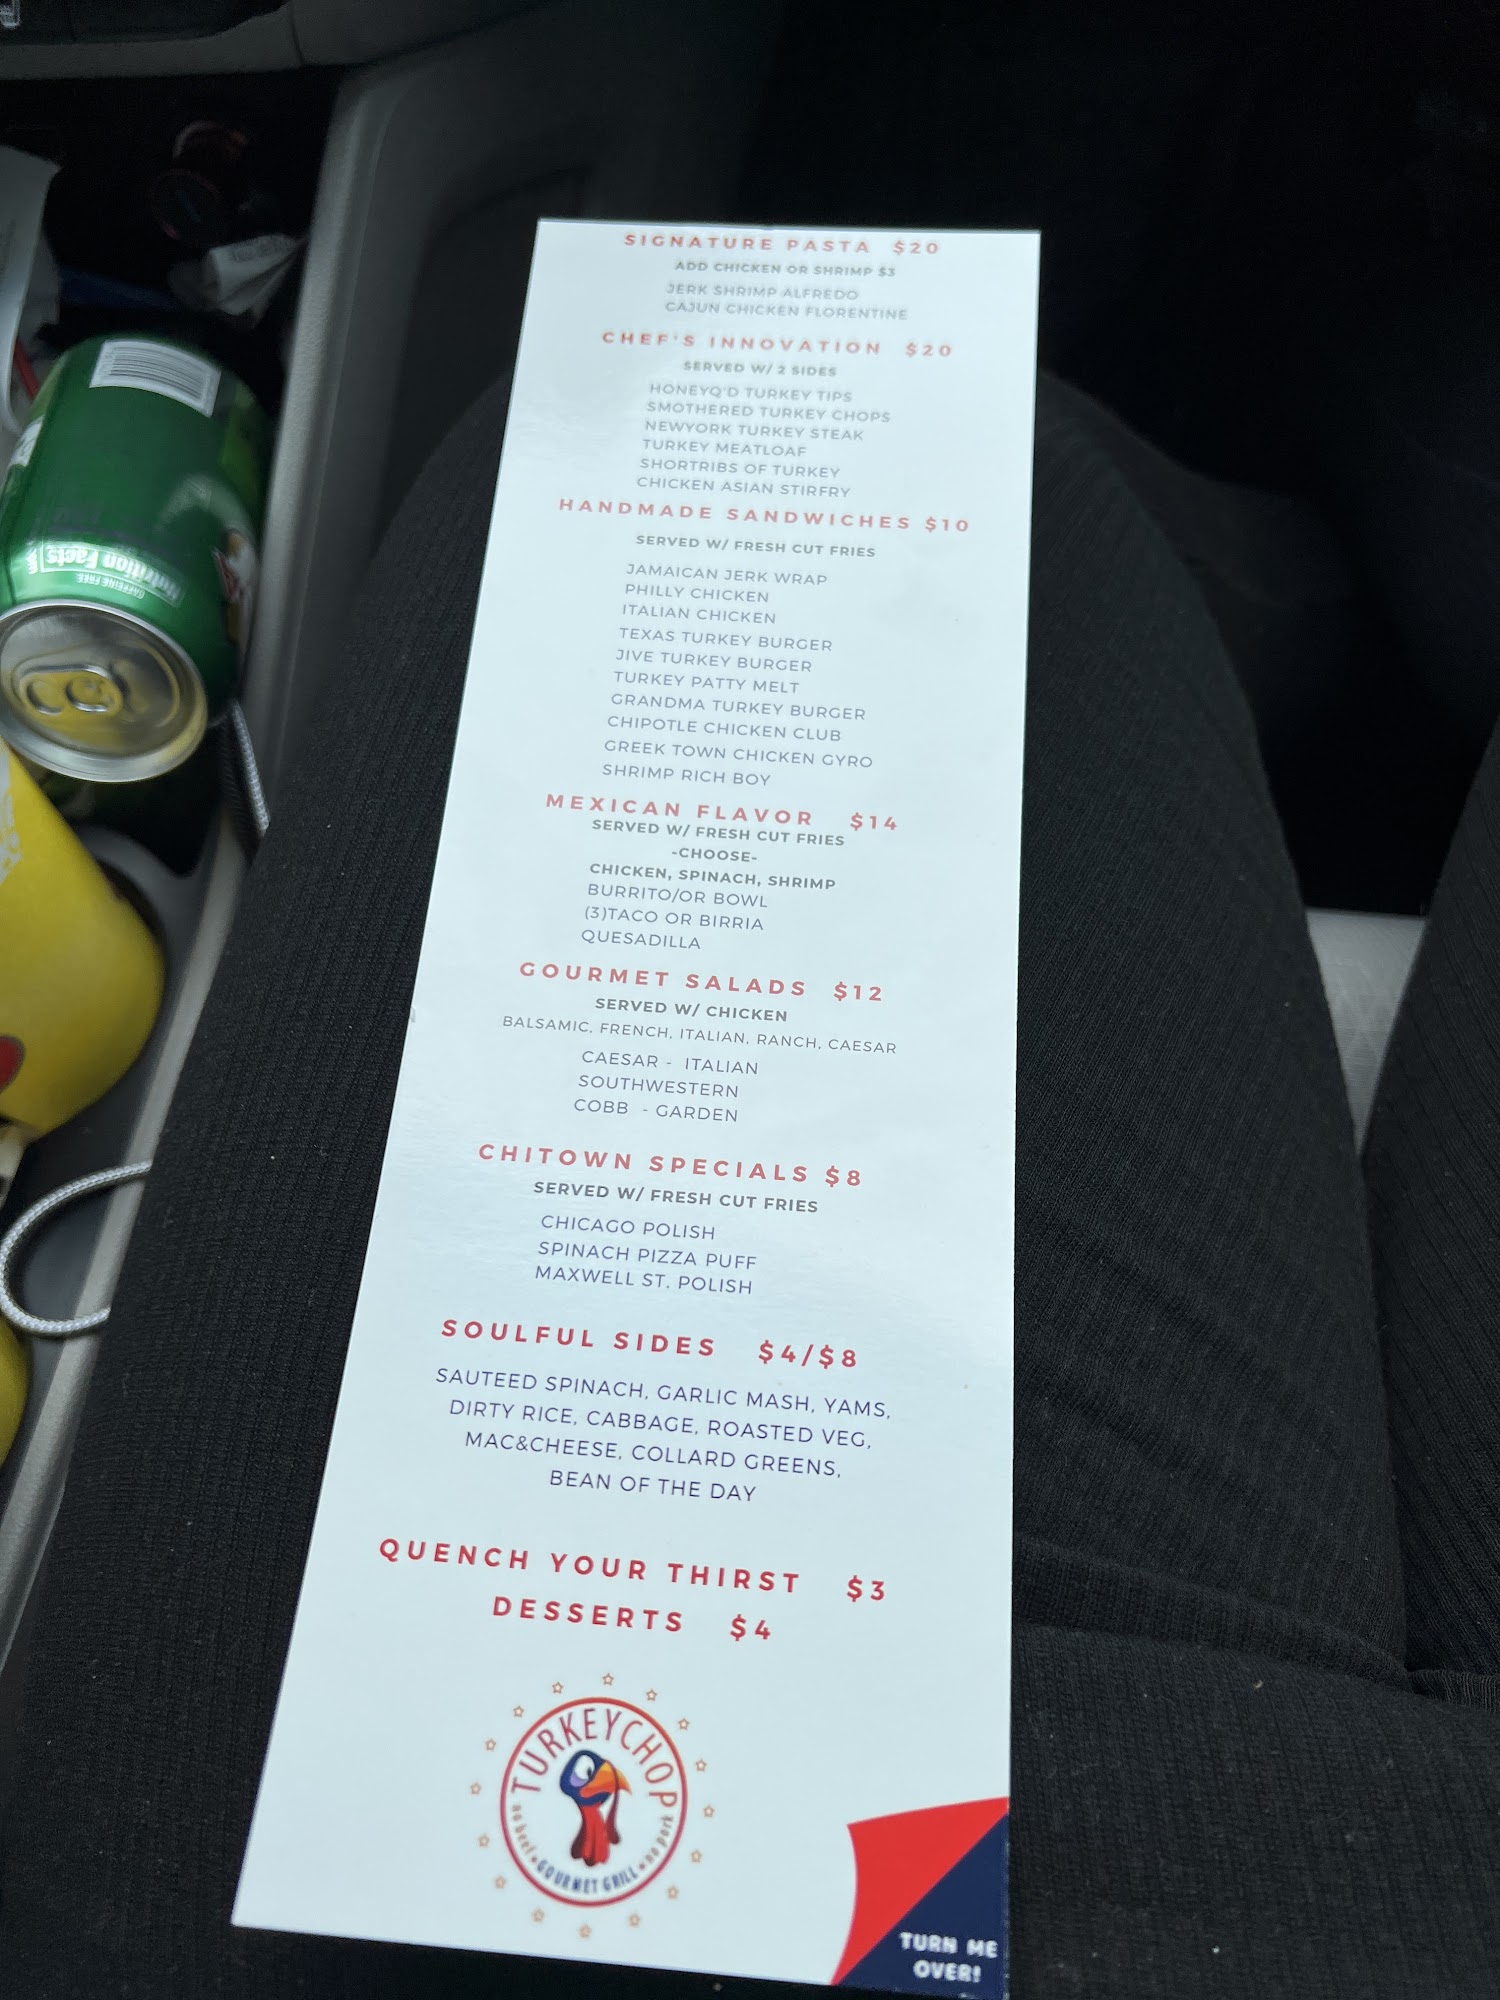 SIGNATURE PASTA $20
ADD CHICKEN OR SHRIMP $3
JERK SHRIMP ALFREDO
CAJUN CHICKEN FLORENTINE
CHEF'S INNOVATION $20
SERVED W/ 2 SIDES
HONEYQ'D TURKEY TIPS
SMOTHERED TURKEY CHOPS
NEWYORK TURKEY STEAK
TURKEY MEATLOAF
SHORTRIBS OF TURKEY
CHICKEN ASIAN STIRFRY
HANDMADE SANDWICHES $10
SERVED W/ FRESH CUT FRIES
JAMAICAN JERK WRAP
PHILLY CHICKEN
ITALIAN CHICKEN
TEXAS TURKEY BURGER
JIVE TURKEY BURGER
TURKEY PATTY MELT
GRANDMA TURKEY BURGER
CHIPOTLE CHICKEN CLUB
GREEK TOWN CHICKEN GYRO
SHRIMP RICH BOY
MEXICAN FLAVOR $14
SERVED W/ FRESH CUT FRIES
-CHOOSE-
CHICKEN, SPINACH, SHRIMP
BURRITO/OR BOWL
(3)TACO OR BIRRIA
QUESADILLA
GOURMET SALADS $12
SERVED W/ CHICKEN
BALSAMIC, FRENCH, ITALIAN, RANCH, CAESAR
CAESAR - ITALIAN
SOUTHWESTERN
COBB - GARDEN
CHITOWN SPECIALS $8
SERVED W/ FRESH CUT FRIES
CHICAGO POLISH
SPINACH PIZZA PUFF
MAXWELL ST. POLISH
SOULFUL SIDES $4/$8
SAUTEED SPINACH, GARLIC MASH, YAMS,
DIRTY RICE, CABBAGE, ROASTED VEG,
MAC&CHEESE, COLLARD GREENS,
BEAN OF THE DAY
QUENCH YOUR THIRST $3
DESSERTS $4
TURKEYCHOP
no beef • GOURMET GRILL • no pork
TURN ME
OVER!
Nutrition Facts
CAFFEINE FREE